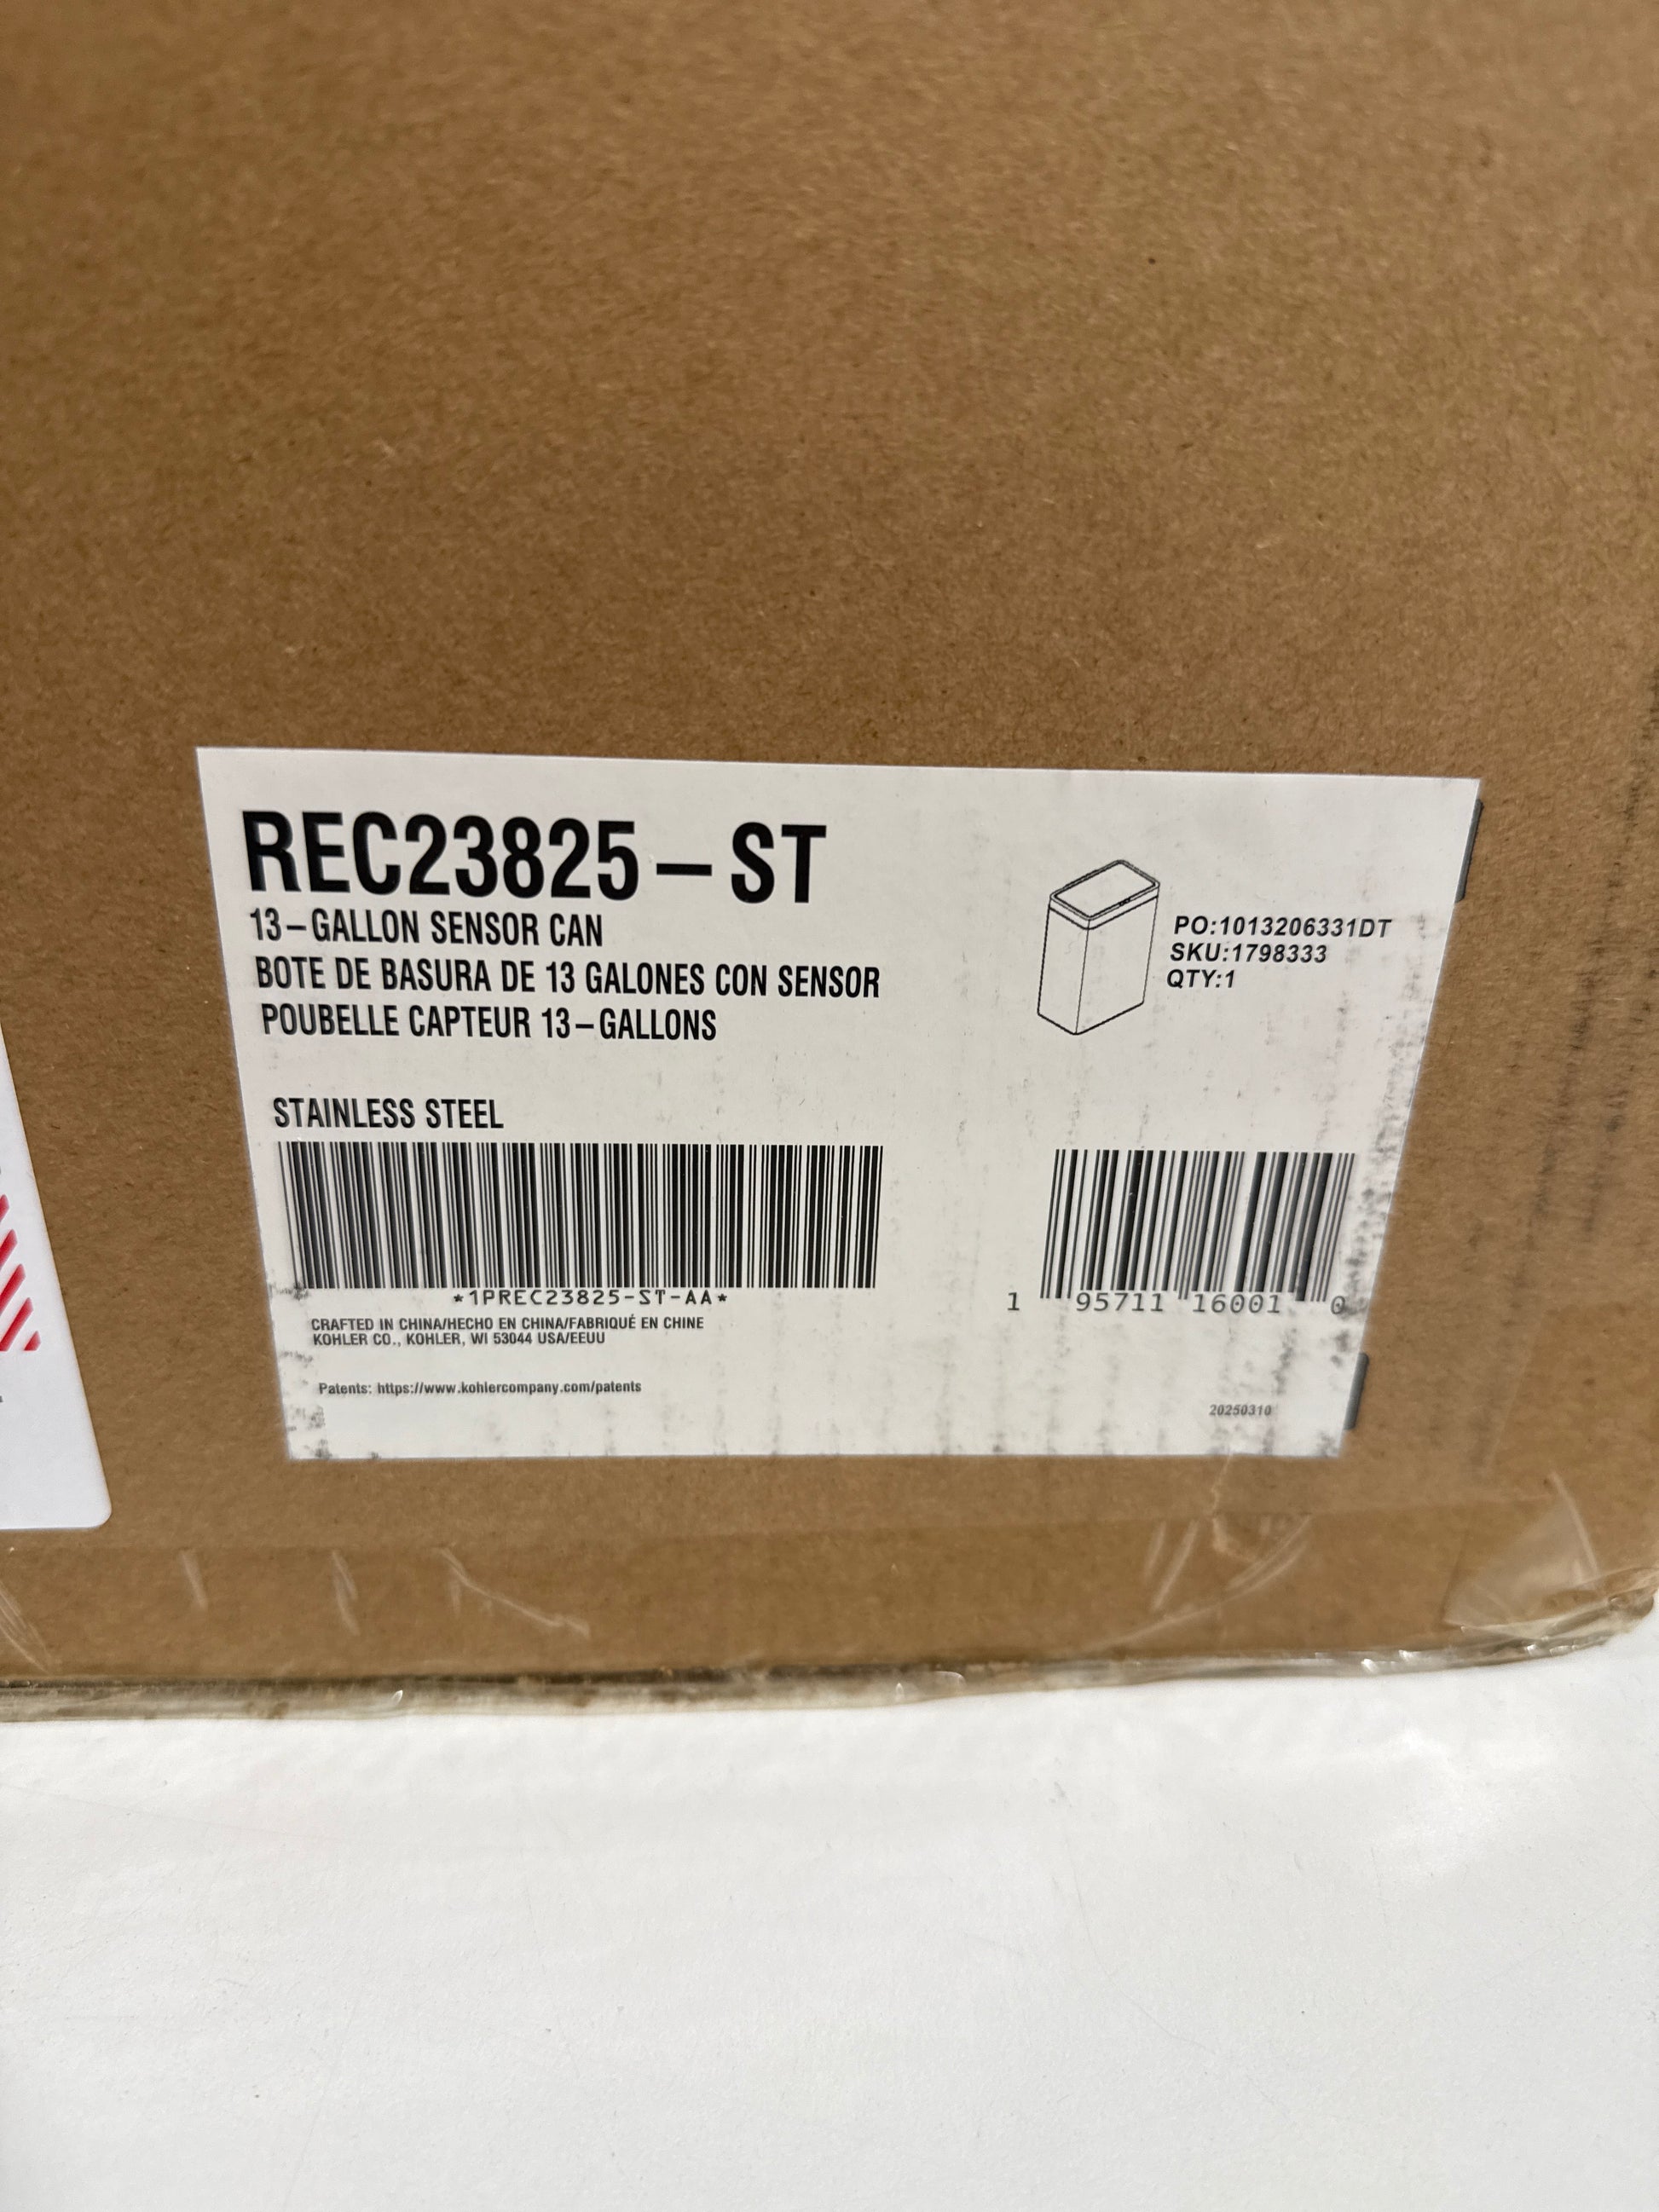 REC23825-ST
13-GALLON SENSOR CAN
BOTE DE BASURA DE 13 GALONES CON SENSOR
POUBELLE CAPTEUR 13-GALLONS
PO:1013206331DT
SKU:1798333
QTY:1
STAINLESS STEEL
*1PREC23825-ST-AA*
1 95711 16001 0
CRAFTED IN CHINA/HECHO EN CHINA/FABRIQUÉ EN CHINE
KOHLER CO., KOHLER, WI 53044 USA/EEUU
Patents: https://www.kohlercompany.com/patents
20250310